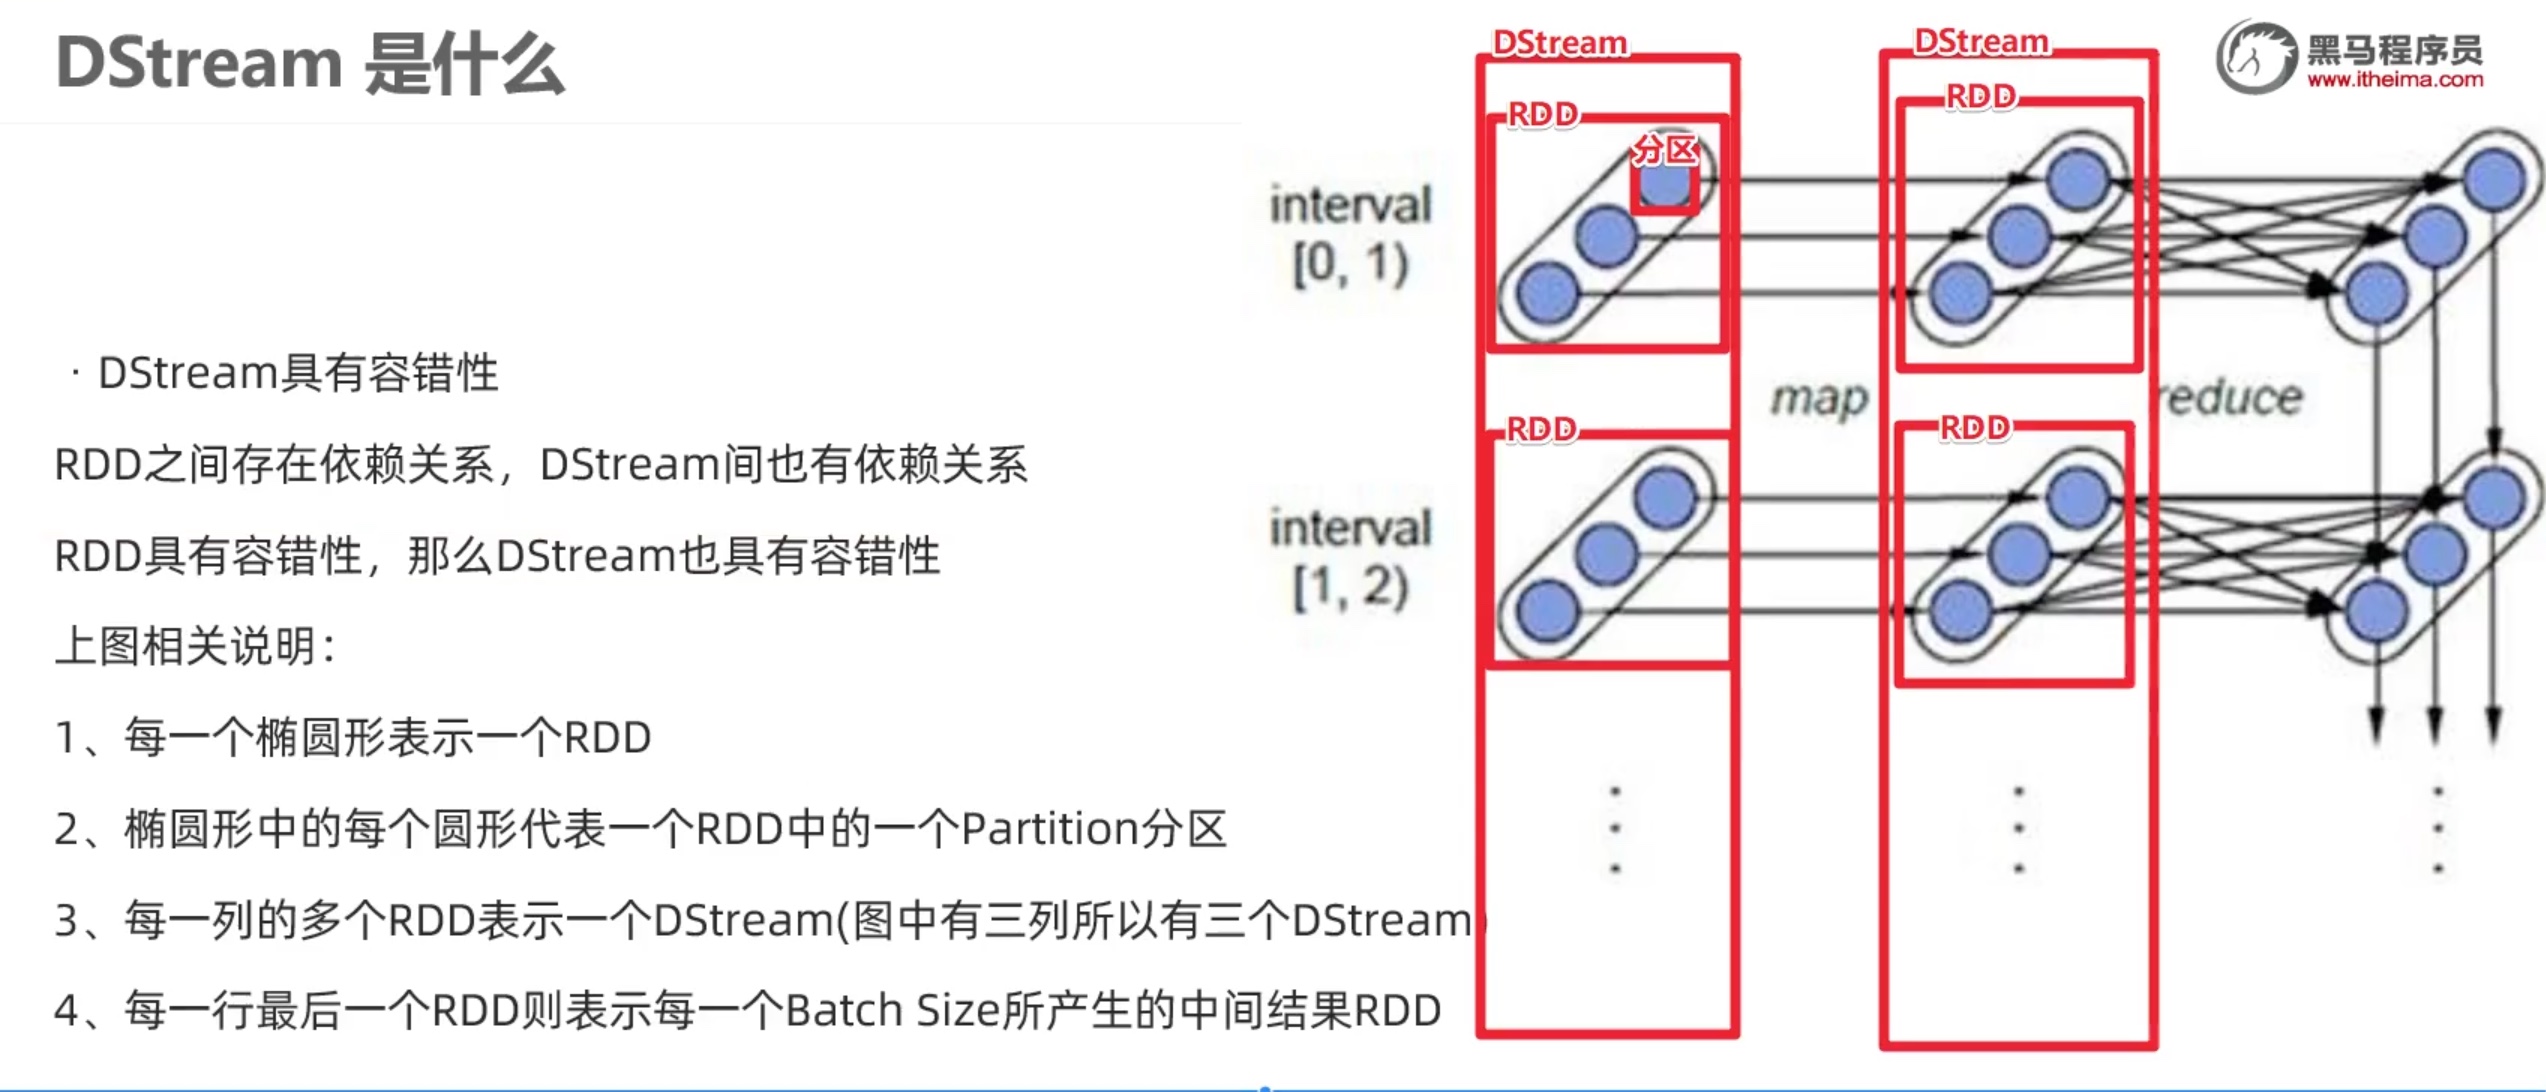 DStream 是什么
黑马程序员
www.itheima.com
· DStream具有容错性
RDD之间存在依赖关系，DStream间也有依赖关系
RDD具有容错性，那么DStream也具有容错性
上图相关说明：
1、每一个椭圆形表示一个RDD
2、椭圆形中的每个圆形代表一个RDD中的一个Partition分区
3、每一列的多个RDD表示一个DStream(图中有三列所以有三个DStream)
4、每一行最后一个RDD则表示每一个Batch Size所产生的中间结果RDD
DStream
DStream
RDD
RDD
分区
interval
[0, 1)
map
reduce
RDD
RDD
interval
[1, 2)